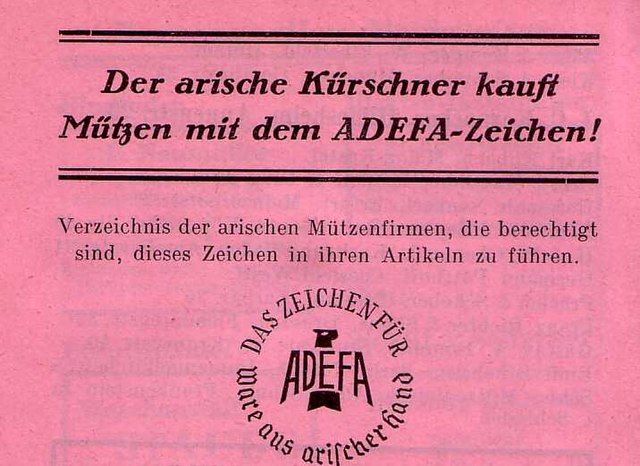 Der arische Kürschner kauft
Mützen mit dem ADEFA-Zeichen!
Verzeichnis der arischen Mützenfirmen, die berechtigt
sind, dieses Zeichen in ihren Artikeln zu führen.
DAS ZEICHEN FÜR
ADEFA
Ware aus arischer Hand